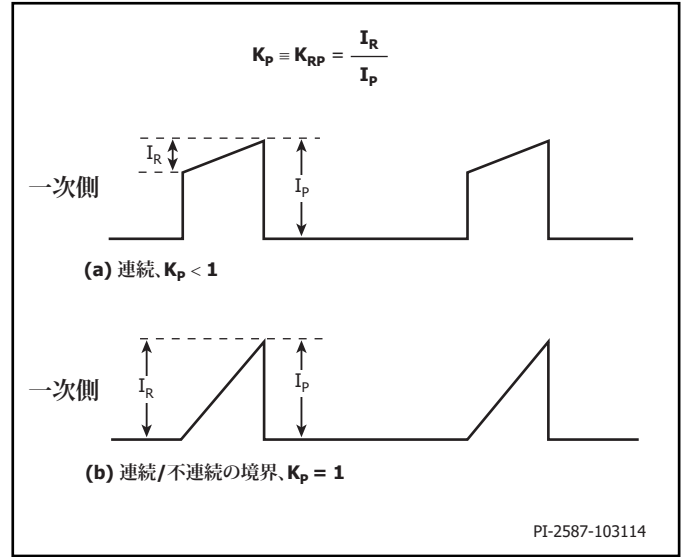 K_P ≡ K_RP = I_R / I_P
I_R
一次側
I_P
(a) 連続、K_P < 1
一次側
I_R
I_P
(b) 連続/不連続の境界、K_P = 1
PI-2587-103114